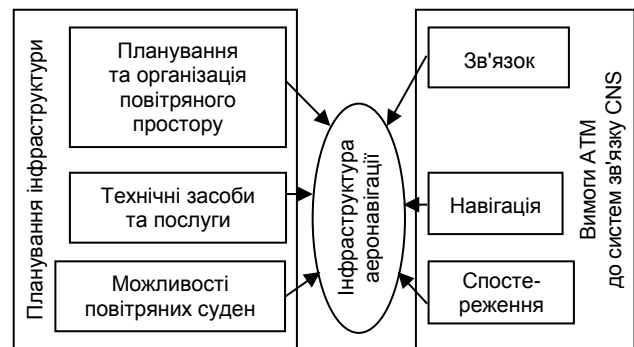 Планування інфраструктури
Планування
та організація
повітряного
простору
Технічні засоби
та послуги
Можливості
повітряних суден
Інфраструктура
аеронавігації
Зв'язок
Навігація
Спосте-
реження
Вимоги АТМ
до систем зв'язку CNS